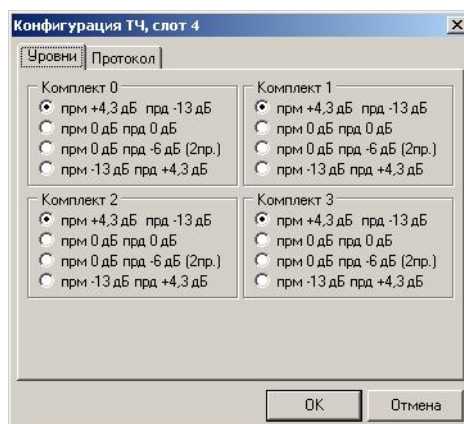 Конфигурация ТЧ, слот 4
Уровни Протокол
Комплект 0
прм +4,3 дБ прд -13 дБ
прм 0 дБ прд 0 дБ
прм 0 дБ прд -6 дБ (2пр.)
прм -13 дБ прд +4,3 дБ
Комплект 1
прм +4,3 дБ прд -13 дБ
прм 0 дБ прд 0 дБ
прм 0 дБ прд -6 дБ (2пр.)
прм -13 дБ прд +4,3 дБ
Комплект 2
прм +4,3 дБ прд -13 дБ
прм 0 дБ прд 0 дБ
прм 0 дБ прд -6 дБ (2пр.)
прм -13 дБ прд +4,3 дБ
Комплект 3
прм +4,3 дБ прд -13 дБ
прм 0 дБ прд 0 дБ
прм 0 дБ прд -6 дБ (2пр.)
прм -13 дБ прд +4,3 дБ
OK Отмена